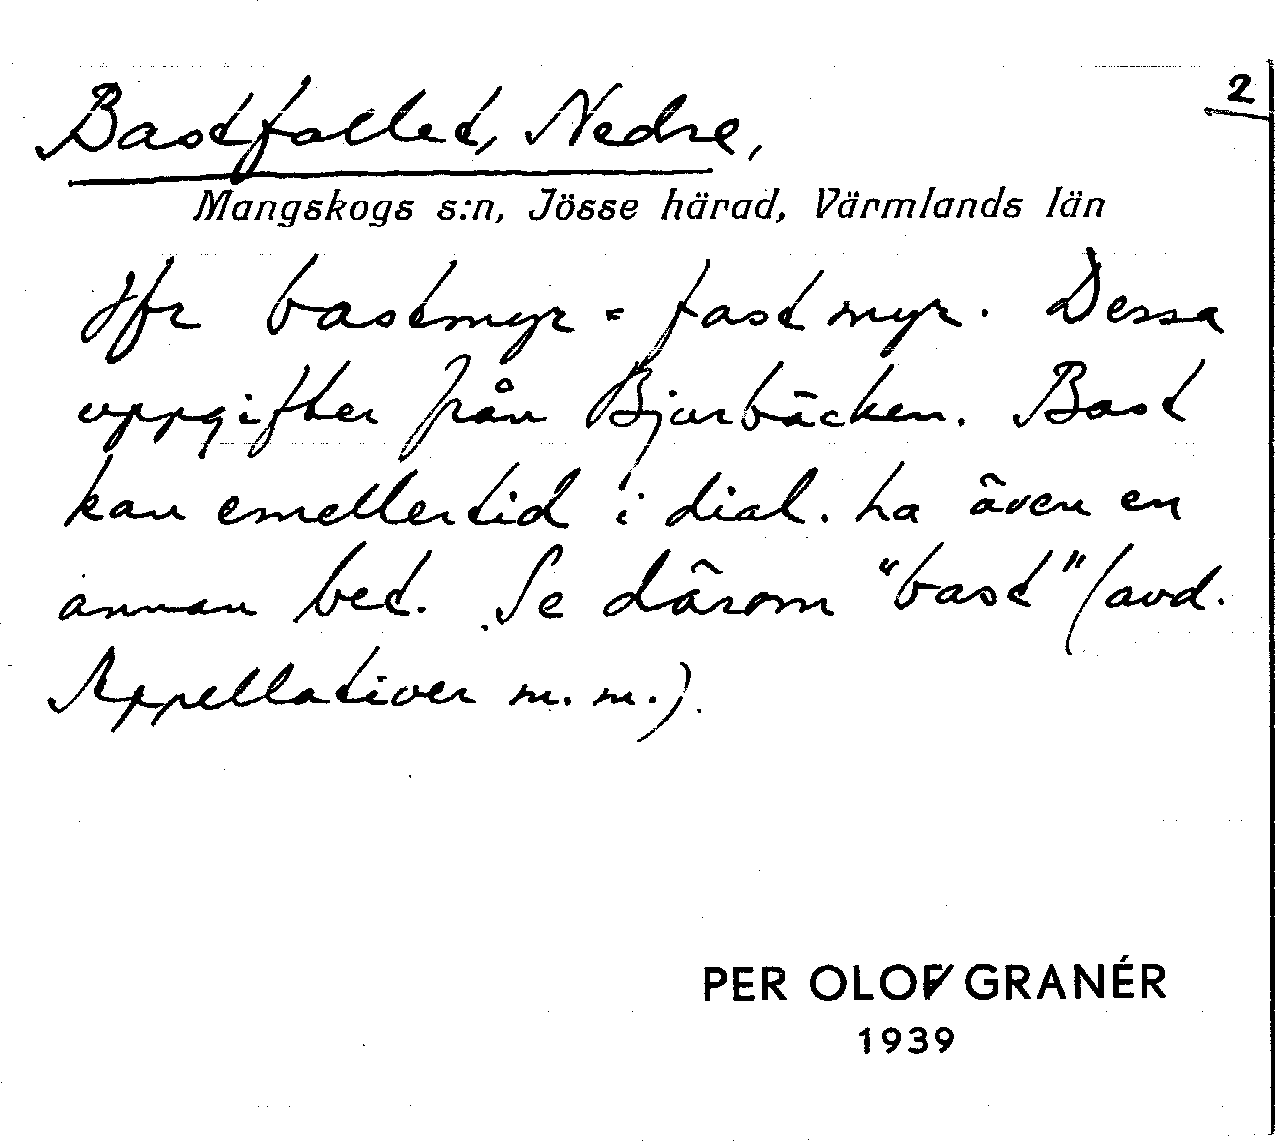 2
Bastfallet, Nedre,
Mangskogs s:n, Jösse härad, Värmlands län
Jfr bastmyr = fastmyr. Dessa
uppgifter från Bjurbäcken. Bast
kan emellertid i dial. ha även en
annan bet. Se därom "bast" (avd.
Appellativer m. m.).
PER OLOF GRANÉR
1939